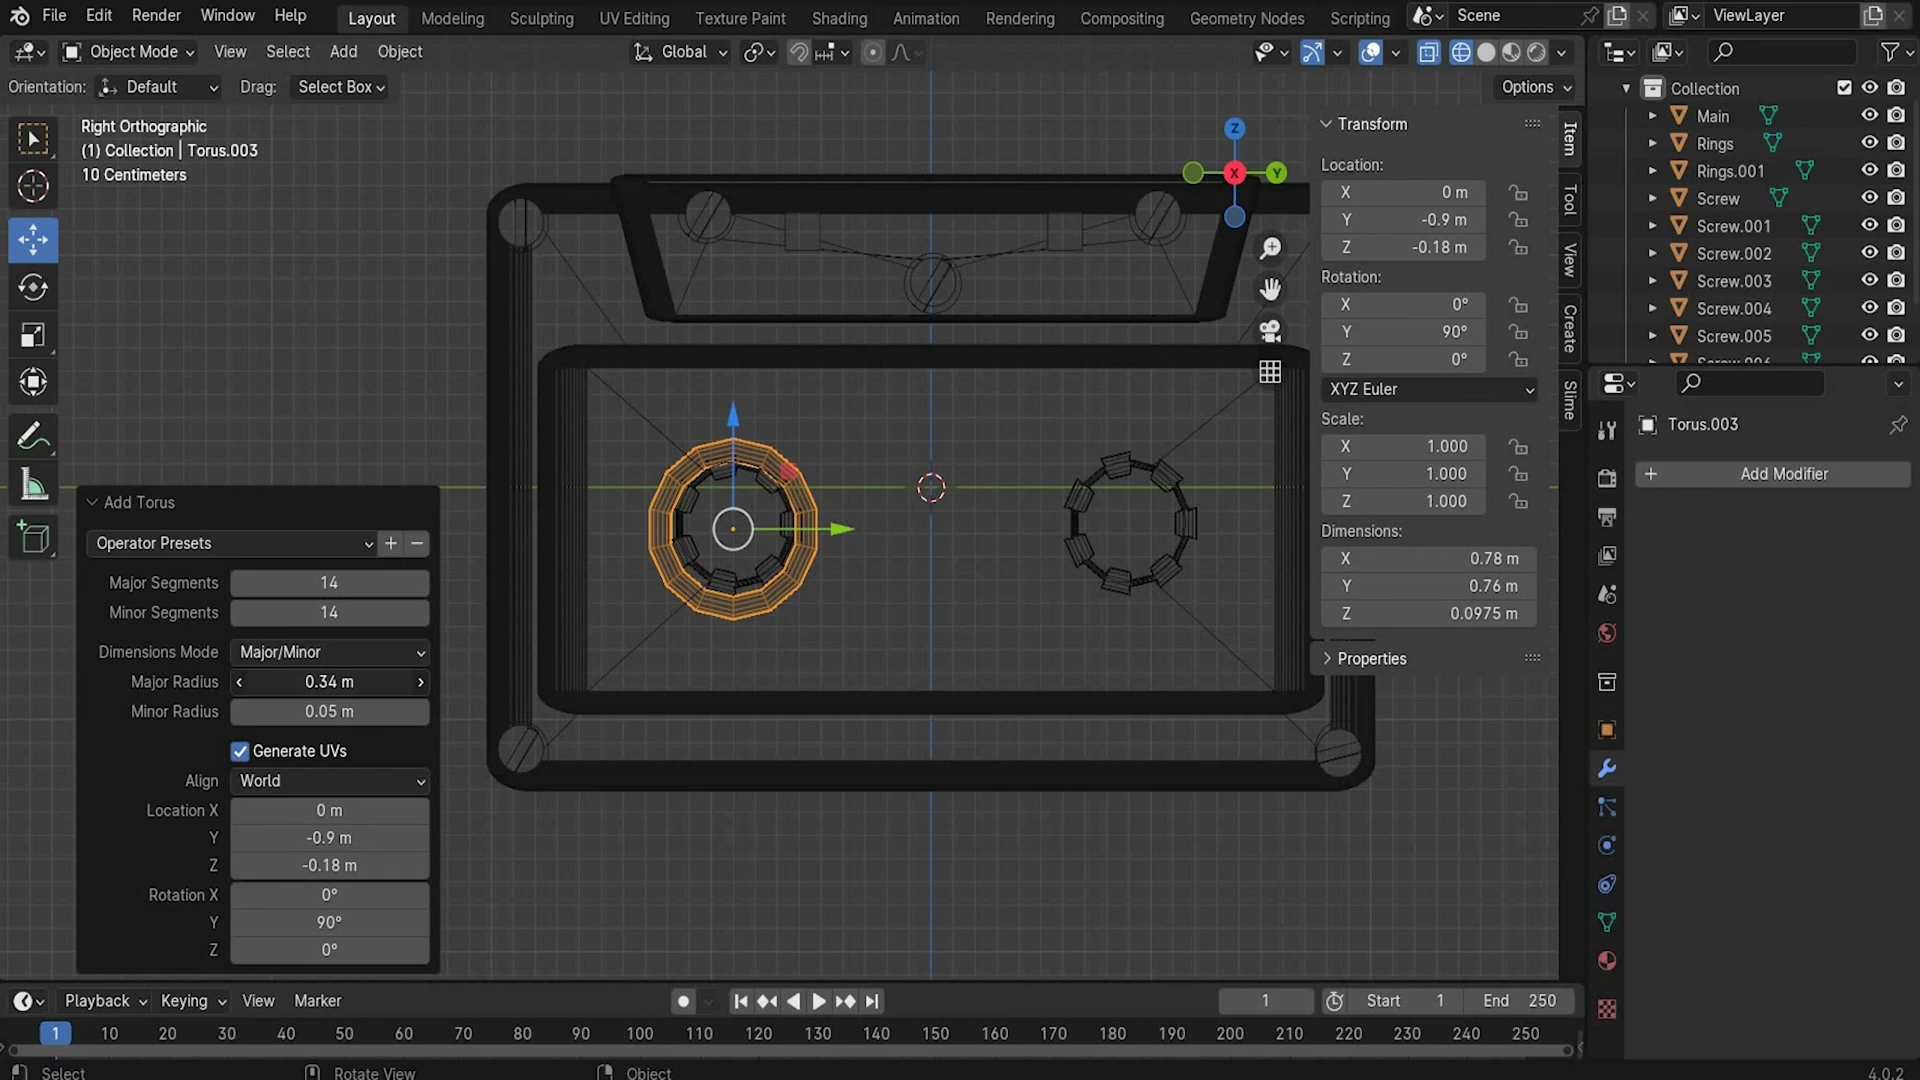 File Edit Render Window Help Layout Modeling Sculpting UV Editing Texture Paint Shading Animation Rendering Compositing Geometry Nodes Scripting Scene ViewLayer
Object Mode View Select Add Object Global
Orientation: Default Drag: Select Box Options
Right Orthographic
(1) Collection | Torus.003
10 Centimeters
Z
X
Y
Add Torus
Operator Presets
Major Segments 14
Minor Segments 14
Dimensions Mode Major/Minor
Major Radius 0.34 m
Minor Radius 0.05 m
Generate UVs
Align World
Location X 0 m
Y -0.9 m
Z -0.18 m
Rotation X 0°
Y 90°
Z 0°
Transform
Location:
X 0 m
Y -0.9 m
Z -0.18 m
Rotation:
X 0°
Y 90°
Z 0°
XYZ Euler
Scale:
X 1.000
Y 1.000
Z 1.000
Dimensions:
X 0.78 m
Y 0.76 m
Z 0.0975 m
Properties
Item
Tool
View
Create
Slime
Collection
Main
Rings
Rings.001
Screw
Screw.001
Screw.002
Screw.003
Screw.004
Screw.005
Screw.006
Torus.003
Add Modifier
Playback Keying View Marker 1 Start 1 End 250
1 10 20 30 40 50 60 70 80 90 100 110 120 130 140 150 160 170 180 190 200 210 220 230 240 250
Select Rotate View Object 4.0.2